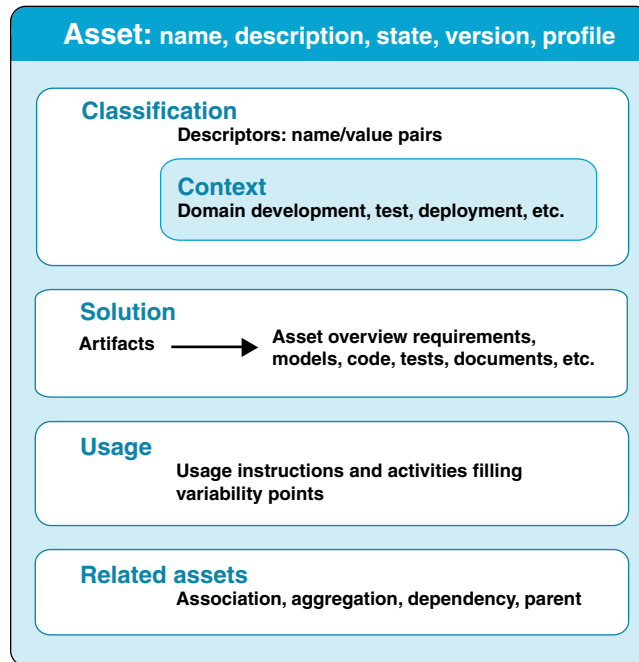 Asset: name, description, state, version, profile
Classification
Descriptors: name/value pairs
Context
Domain development, test, deployment, etc.
Solution
Artifacts
Asset overview requirements,
models, code, tests, documents, etc.
Usage
Usage instructions and activities filling
variability points
Related assets
Association, aggregation, dependency, parent